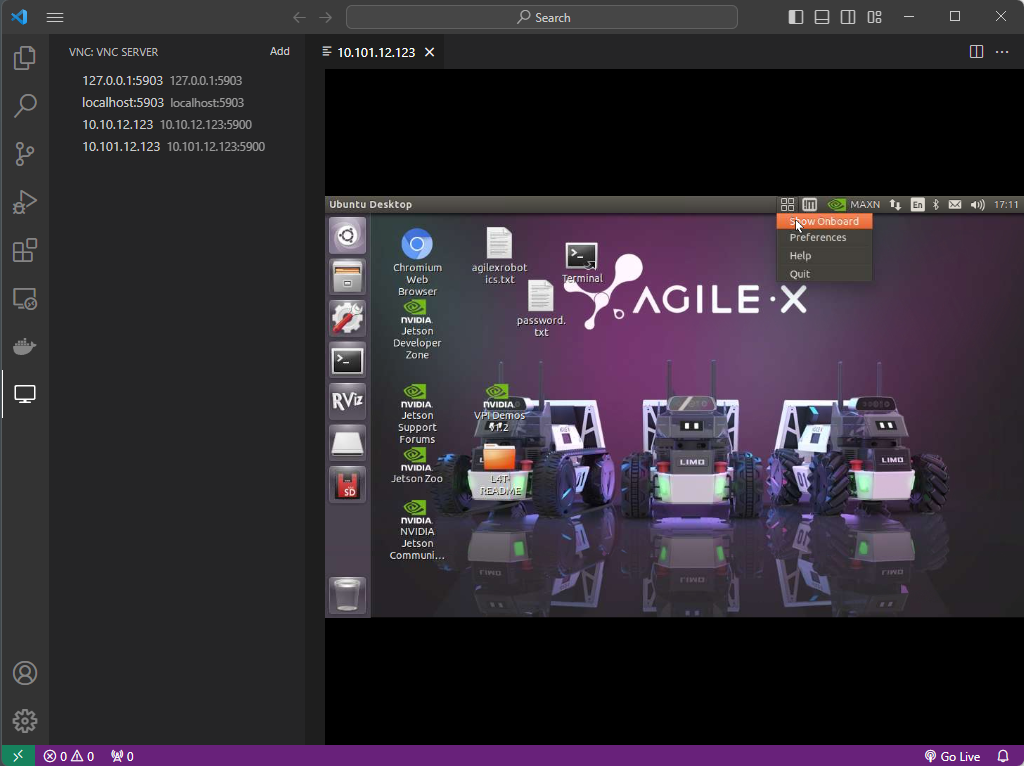 Search
VNC: VNC SERVER
Add
127.0.0.1:5903 127.0.0.1:5903
localhost:5903 localhost:5903
10.10.12.123 10.10.12.123:5900
10.101.12.123 10.101.12.123:5900
10.101.12.123
Ubuntu Desktop
MAXN
En
17:11
Show Onboard
Preferences
Help
Quit
Chromium
Web
Browser
agilexrobot
ics.txt
Terminal
password.
txt
AGILE·X
NVIDIA.
Jetson
Developer
Zone
RViz
NVIDIA.
Jetson
Support
Forums
NVIDIA.
VPI Demos
v1.2
NVIDIA.
Jetson Zoo
L4T-
README
SD
NVIDIA.
NVIDIA
Jetson
Communi...
LIMO
LIMO
LIMO
LIMO
LIMO
0
0
0
Go Live